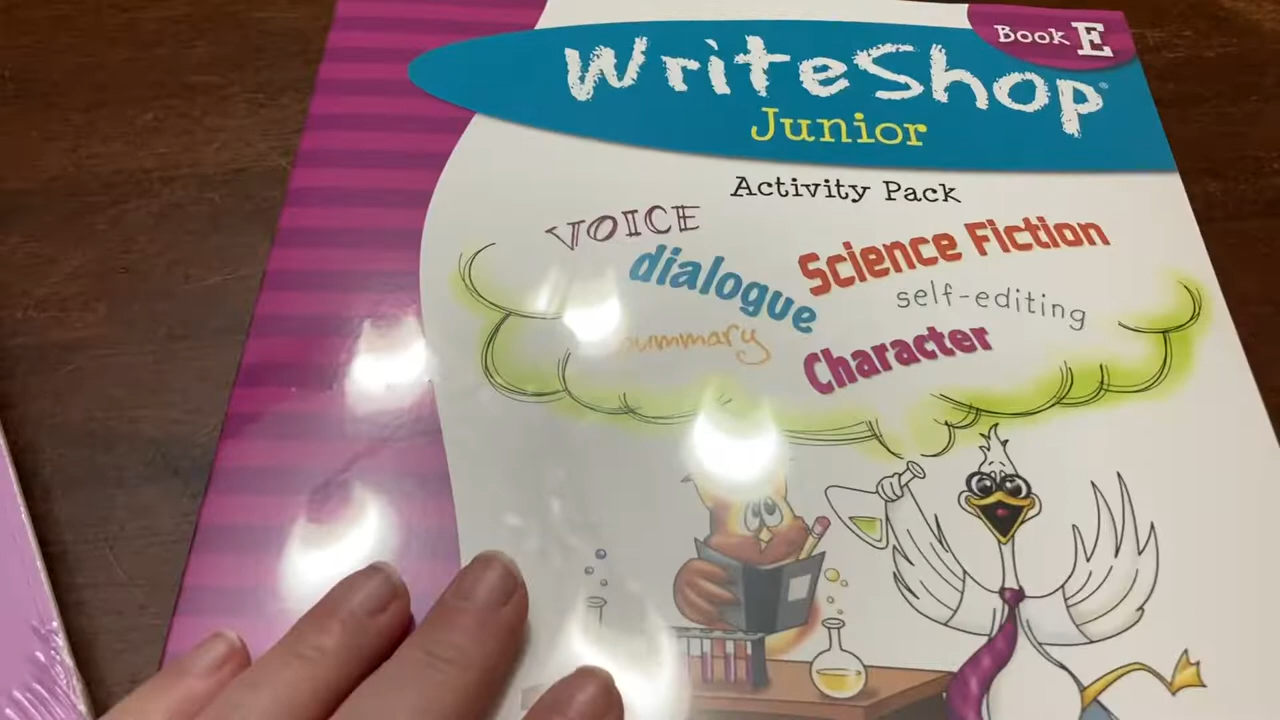 Book E
WriteShop®
Junior
Activity Pack
VOICE
Science Fiction
dialogue
self-editing
summary
Character